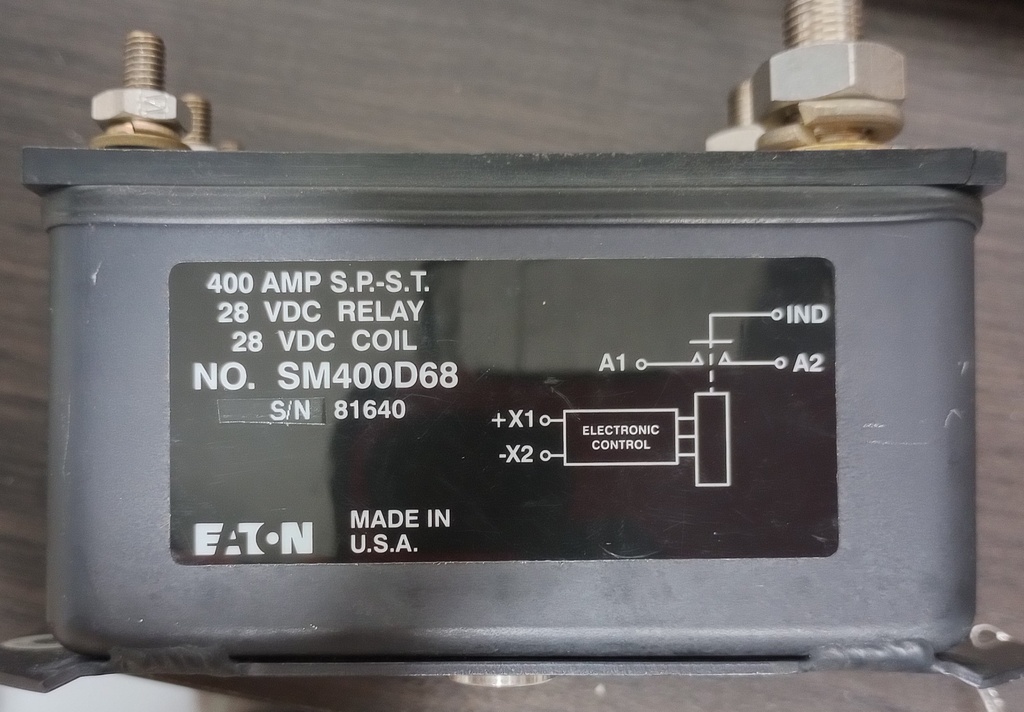 400 AMP S.P.-S.T.
28 VDC RELAY
28 VDC COIL
NO. SM400D68
S/N 81640
IND
A1
A2
+X1
ELECTRONIC
CONTROL
-X2
EATON
MADE IN
U.S.A.